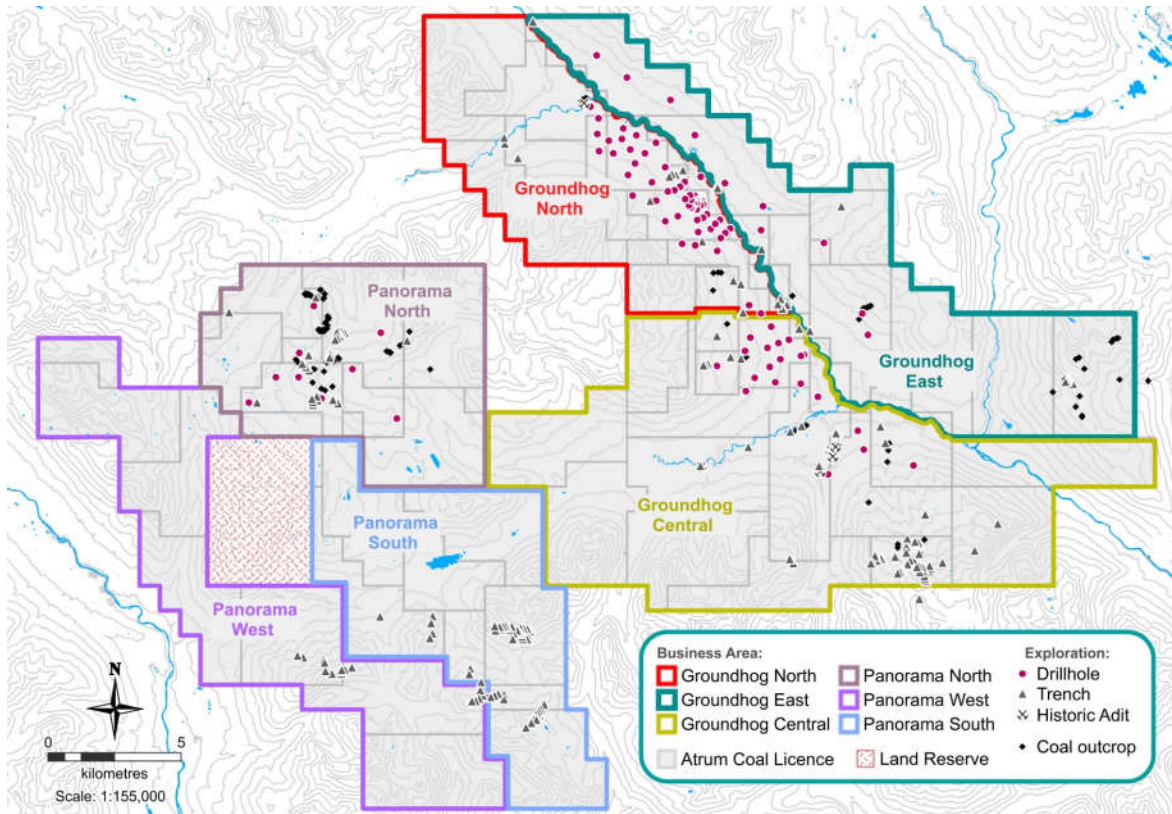 Groundhog
North
Panorama
North
Groundhog
East
Groundhog
Central
Panorama
South
Panorama
West
N
0 5
kilometres
Scale: 1:155,000
Business Area:
Groundhog North
Groundhog East
Groundhog Central
Panorama North
Panorama West
Panorama South
Atrum Coal Licence
Land Reserve
Exploration:
Drillhole
Trench
Historic Adit
Coal outcrop